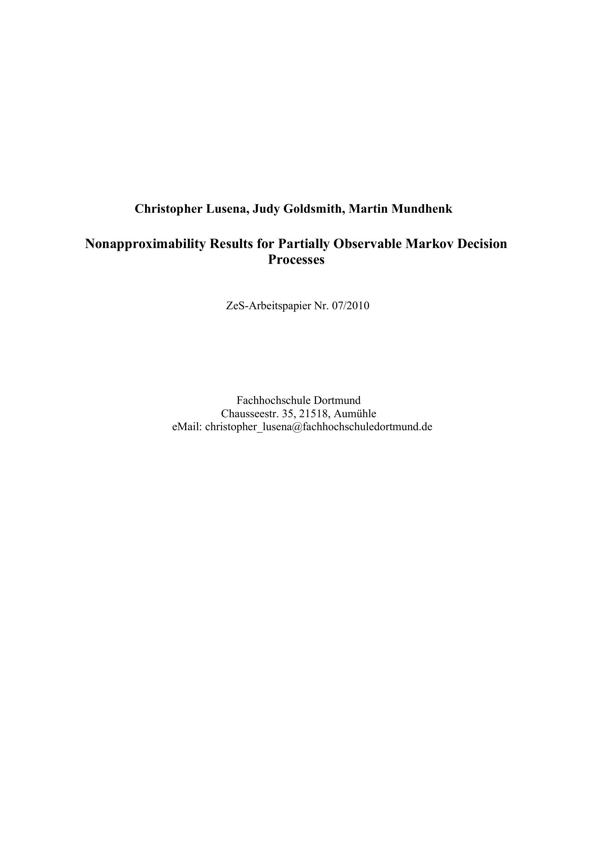 Christopher Lusena, Judy Goldsmith, Martin Mundhenk
Nonapproximability Results for Partially Observable Markov Decision
Processes
ZeS-Arbeitspapier Nr. 07/2010
Fachhochschule Dortmund
Chausseestr. 35, 21518, Aumühle
eMail: christopher_lusena@fachhochschuledortmund.de